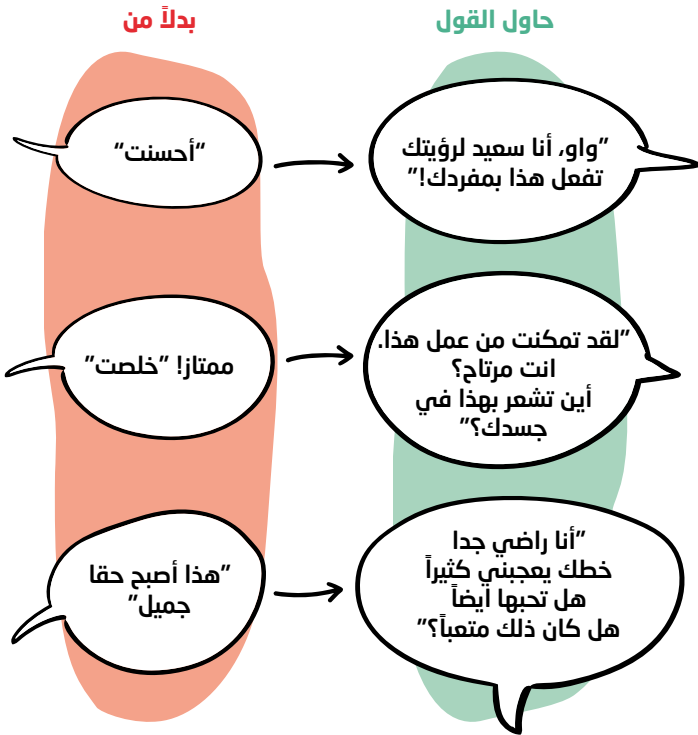 بدلاً من
حاول القول
“أحسنت”
”واو، أنا سعيد لرؤيتك
تفعل هذا بمفردك!”
ممتاز! “خلصت”
”لقد تمكنت من عمل هذا.
انت مرتاح؟
أين تشعر بهذا في
جسدك؟”
”هذا أصبح حقا
جميل”
”أنا راضي جدا
خطك يعجبني كثيراً
هل تحبها ايضاً
هل كان ذلك متعباً؟”